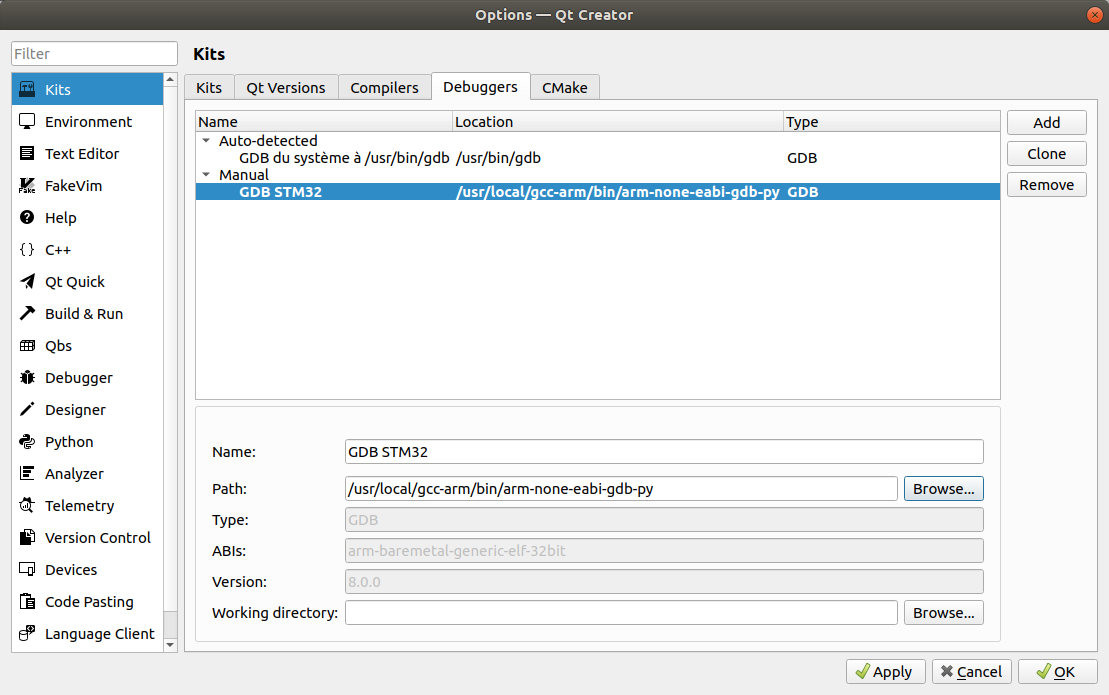 Options — Qt Creator
Filter
Kits
Environment
Text Editor
FakeVim
Help
C++
Qt Quick
Build & Run
Qbs
Debugger
Designer
Python
Analyzer
Telemetry
Version Control
Devices
Code Pasting
Language Client
Kits
Kits Qt Versions Compilers Debuggers CMake
Name Location Type
Auto-detected
GDB du système à /usr/bin/gdb /usr/bin/gdb GDB
Manual
GDB STM32 /usr/local/gcc-arm/bin/arm-none-eabi-gdb-py GDB
Add
Clone
Remove
Name: GDB STM32
Path: /usr/local/gcc-arm/bin/arm-none-eabi-gdb-py Browse...
Type: GDB
ABIs: arm-baremetal-generic-elf-32bit
Version: 8.0.0
Working directory: Browse...
Apply Cancel OK